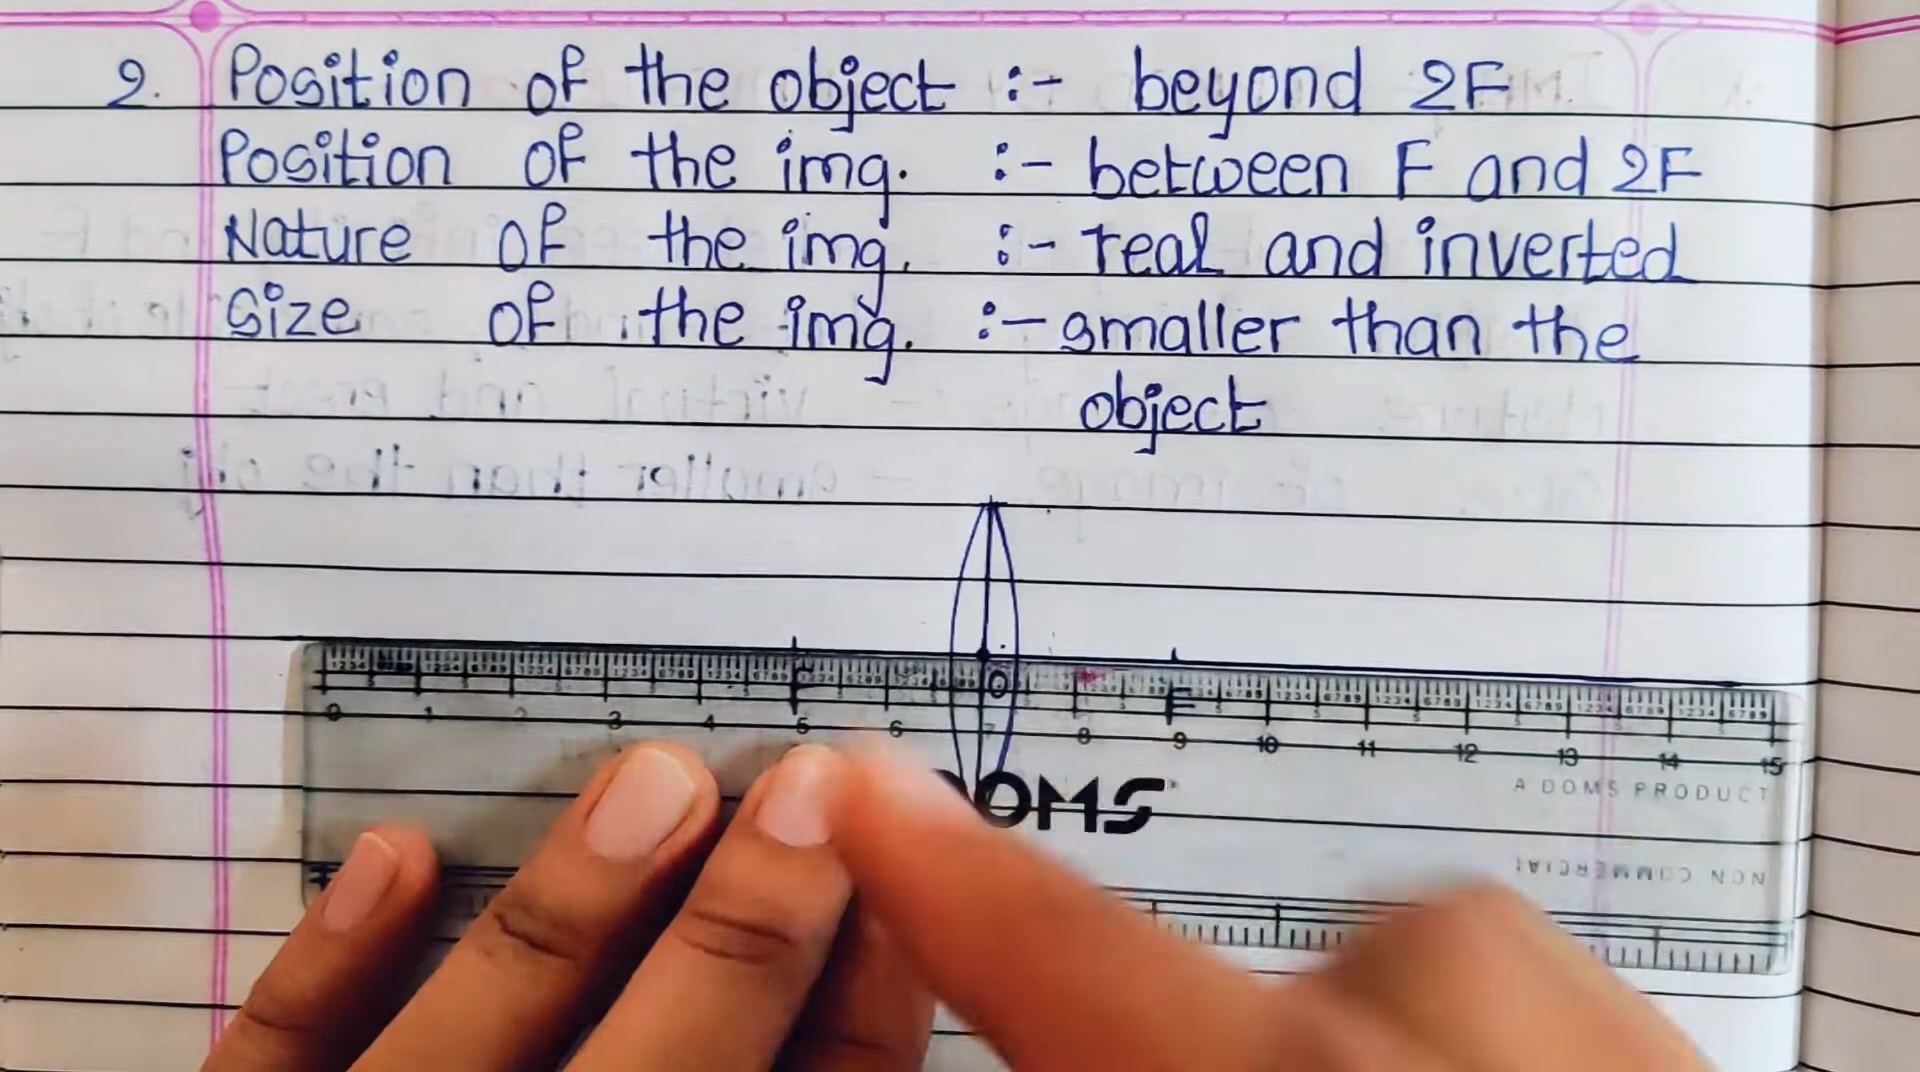 2. Position of the object :- beyond 2F
Position of the img. :- between F and 2F
Nature of the img. :- real and inverted
Size of the img. :- smaller than the
object
F O F
0 1 2 3 4 5 6 7 8 9 10 11 12 13 14 15
DOMS
A DOMS PRODUCT
NON COMMERCIAL